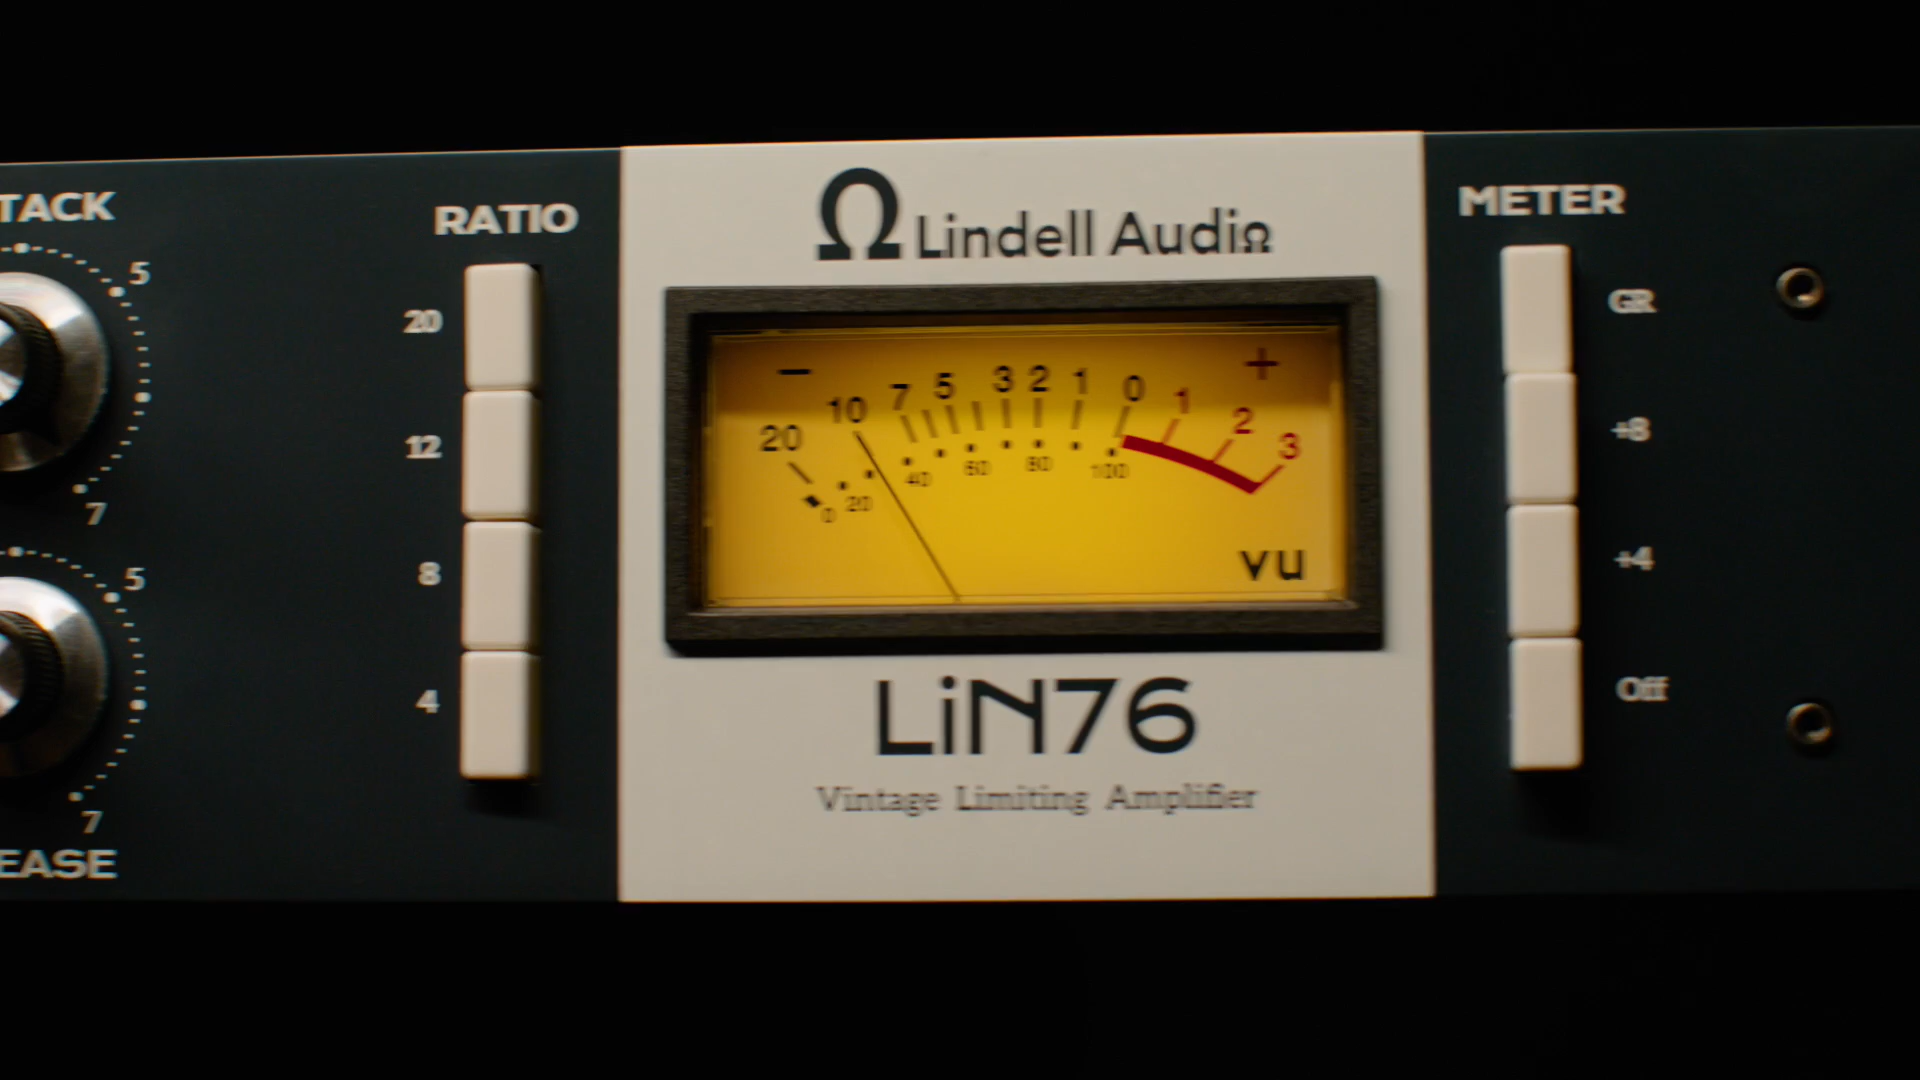 TACK
5
7
5
7
EASE
RATIO
20
12
8
4
Ω Lindell AudiΩ
− +
20 10 7 5 3 2 1 0 1 2 3
0 20 40 60 80 100
VU
LiN76
Vintage Limiting Amplifier
METER
GR
+8
+4
Off